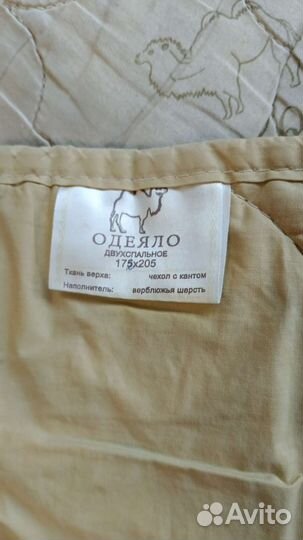 ОДЕЯЛО
ДВУХСПАЛЬНОЕ
175х205
Ткань верха: чехол с кантом
Наполнитель: верблюжья шерсть
Avito